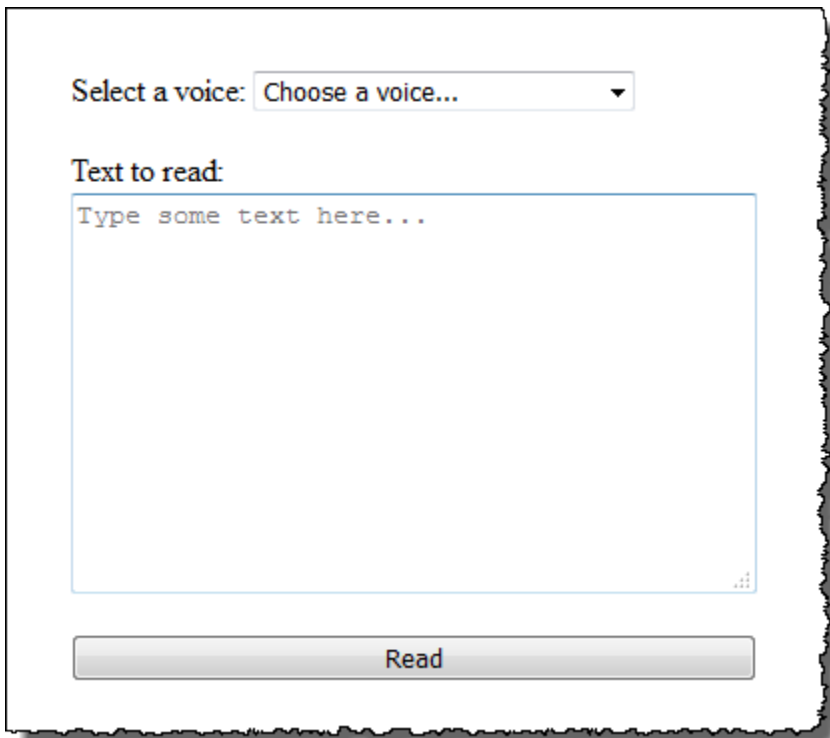 Select a voice: Choose a voice...
Text to read:
Type some text here...
Read